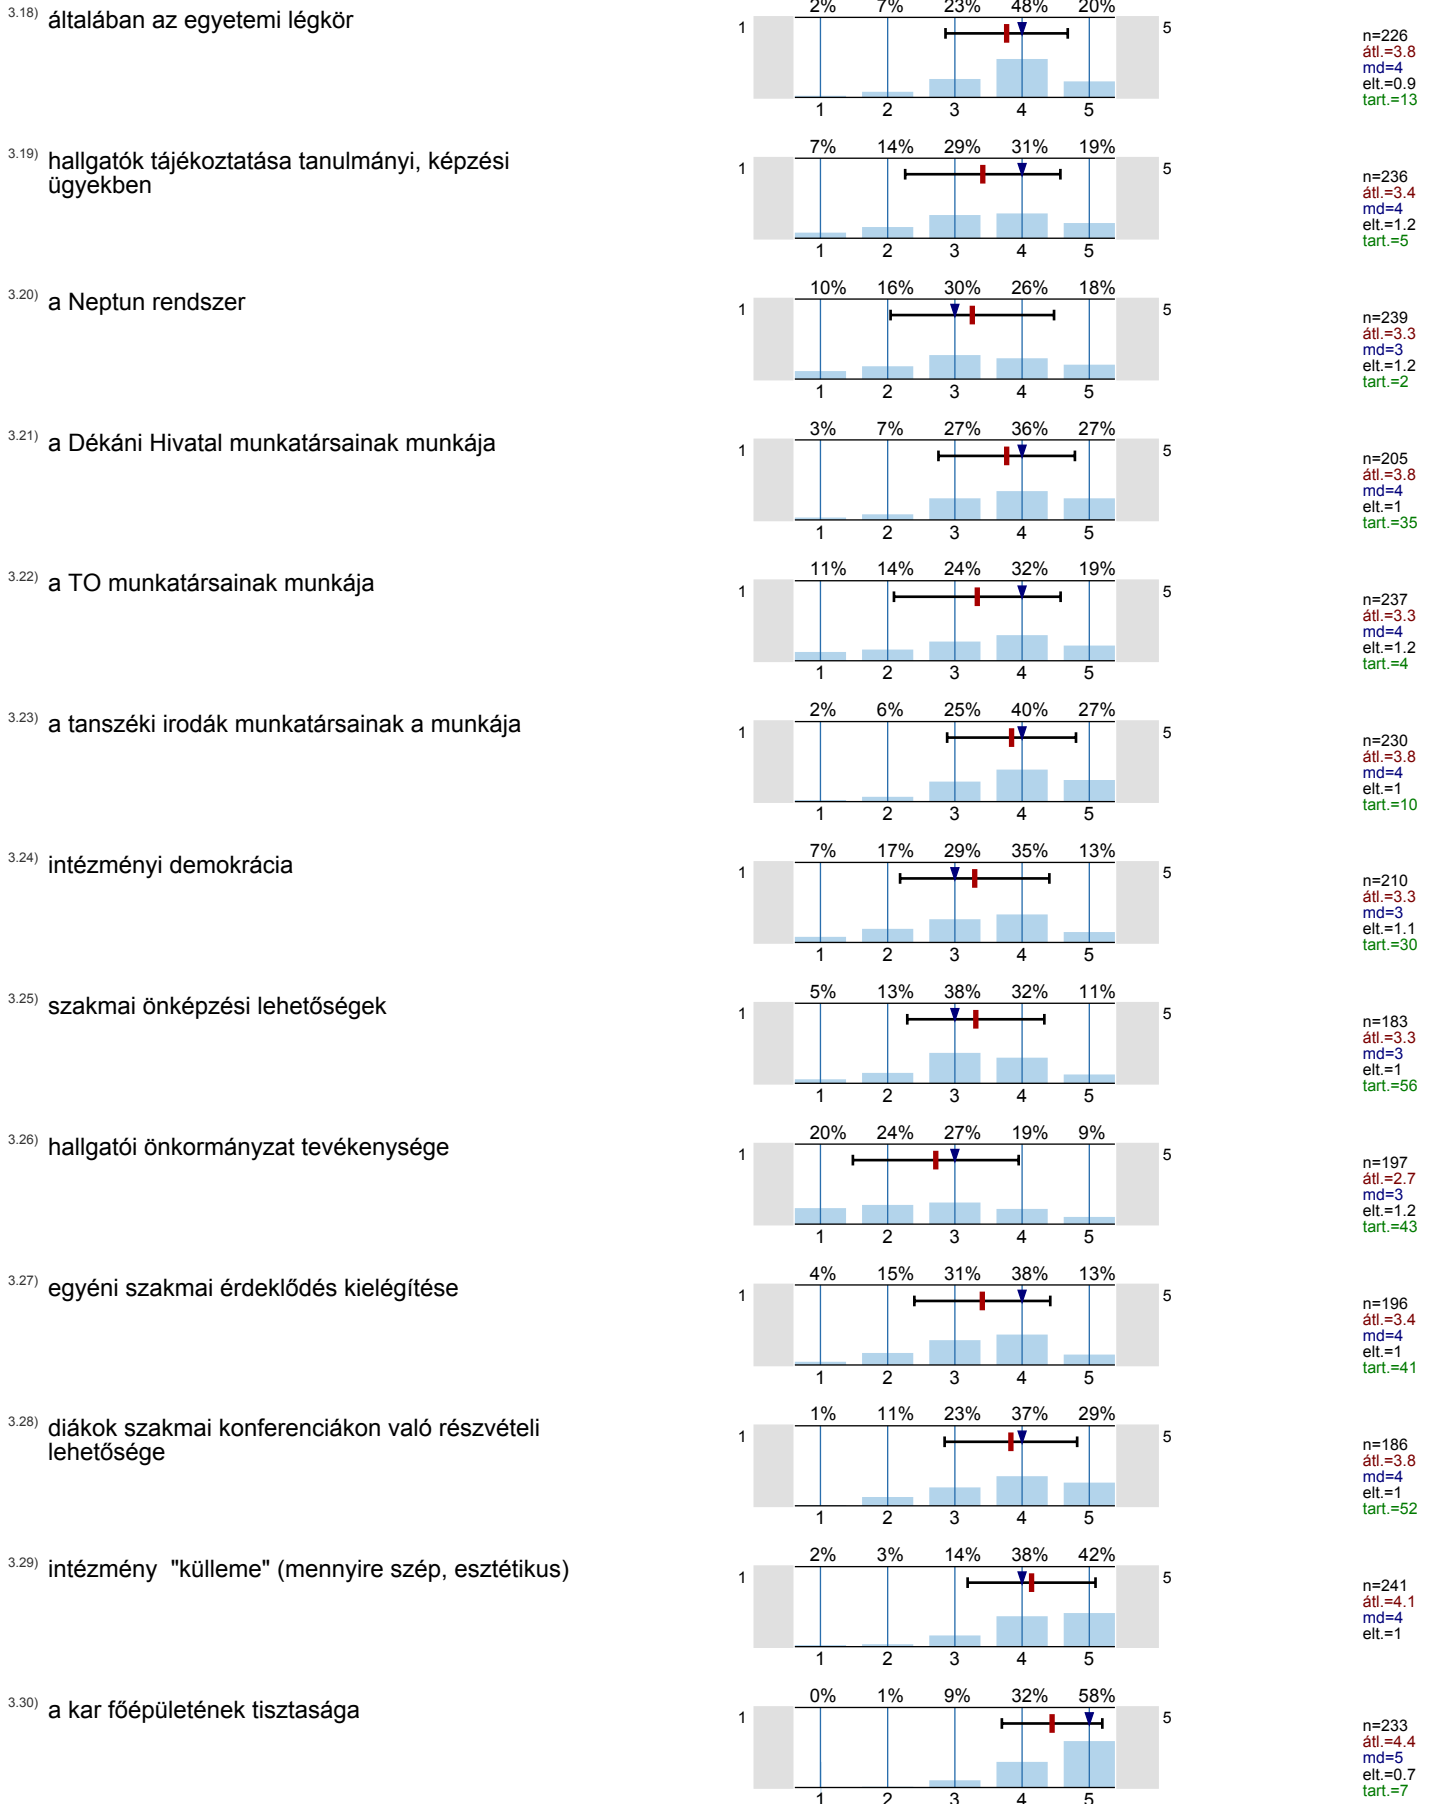 3.18) általában az egyetemi légkör
2% 7% 23% 48% 20%
1 5
1 2 3 4 5
n=226
átl.=3.8
md=4
elt.=0.9
tart.=13
3.19) hallgatók tájékoztatása tanulmányi, képzési
ügyekben
7% 14% 29% 31% 19%
1 5
1 2 3 4 5
n=236
átl.=3.4
md=4
elt.=1.2
tart.=5
3.20) a Neptun rendszer
10% 16% 30% 26% 18%
1 5
1 2 3 4 5
n=239
átl.=3.3
md=3
elt.=1.2
tart.=2
3.21) a Dékáni Hivatal munkatársainak munkája
3% 7% 27% 36% 27%
1 5
1 2 3 4 5
n=205
átl.=3.8
md=4
elt.=1
tart.=35
3.22) a TO munkatársainak munkája
11% 14% 24% 32% 19%
1 5
1 2 3 4 5
n=237
átl.=3.3
md=4
elt.=1.2
tart.=4
3.23) a tanszéki irodák munkatársainak a munkája
2% 6% 25% 40% 27%
1 5
1 2 3 4 5
n=230
átl.=3.8
md=4
elt.=1
tart.=10
3.24) intézményi demokrácia
7% 17% 29% 35% 13%
1 5
1 2 3 4 5
n=210
átl.=3.3
md=3
elt.=1.1
tart.=30
3.25) szakmai önképzési lehetőségek
5% 13% 38% 32% 11%
1 5
1 2 3 4 5
n=183
átl.=3.3
md=3
elt.=1
tart.=56
3.26) hallgatói önkormányzat tevékenysége
20% 24% 27% 19% 9%
1 5
1 2 3 4 5
n=197
átl.=2.7
md=3
elt.=1.2
tart.=43
3.27) egyéni szakmai érdeklődés kielégítése
4% 15% 31% 38% 13%
1 5
1 2 3 4 5
n=196
átl.=3.4
md=4
elt.=1
tart.=41
3.28) diákok szakmai konferenciákon való részvételi
lehetősége
1% 11% 23% 37% 29%
1 5
1 2 3 4 5
n=186
átl.=3.8
md=4
elt.=1
tart.=52
3.29) intézmény "külleme" (mennyire szép, esztétikus)
2% 3% 14% 38% 42%
1 5
1 2 3 4 5
n=241
átl.=4.1
md=4
elt.=1
3.30) a kar főépületének tisztasága
0% 1% 9% 32% 58%
1 5
1 2 3 4 5
n=233
átl.=4.4
md=5
elt.=0.7
tart.=7